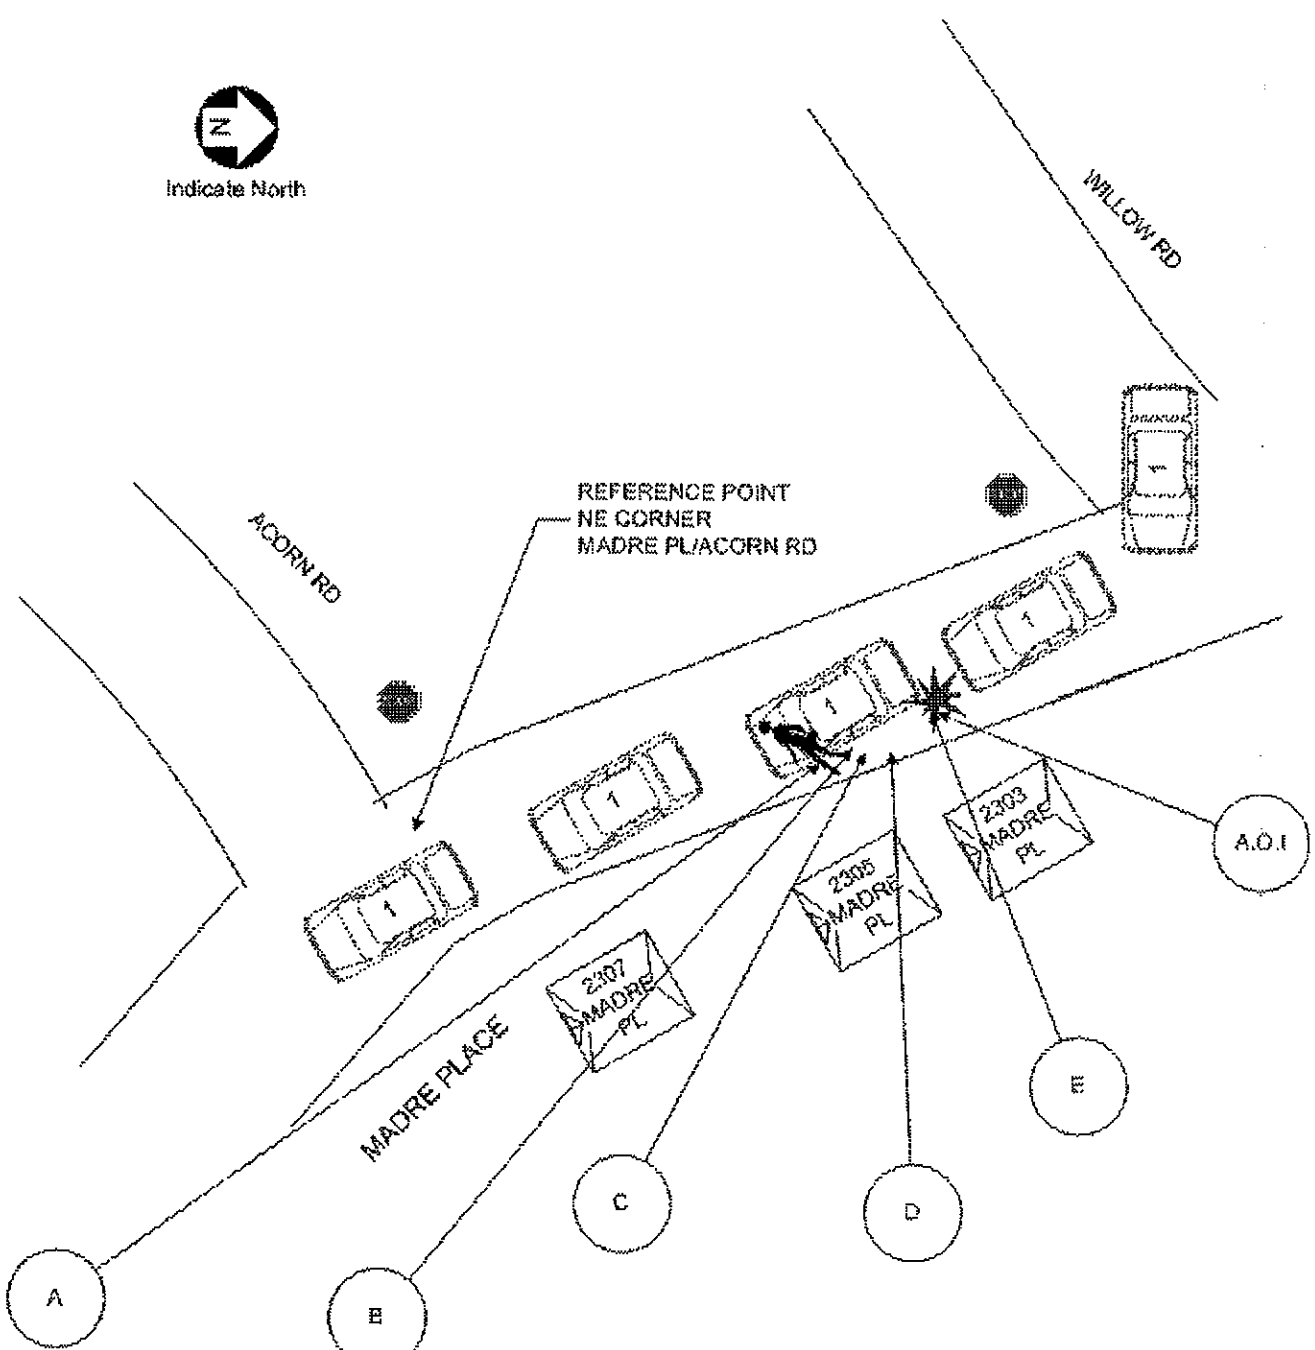 N
Indicate North
WILLOW RD
1
REFERENCE POINT
NE CORNER
MADRE PL/ACORN RD
ACORN RD
1
1
1
1
2303
MADRE
PL
A.O.I
2305
MADRE
PL
2307
MADRE
PL
MADRE PLACE
E
C
D
A
B